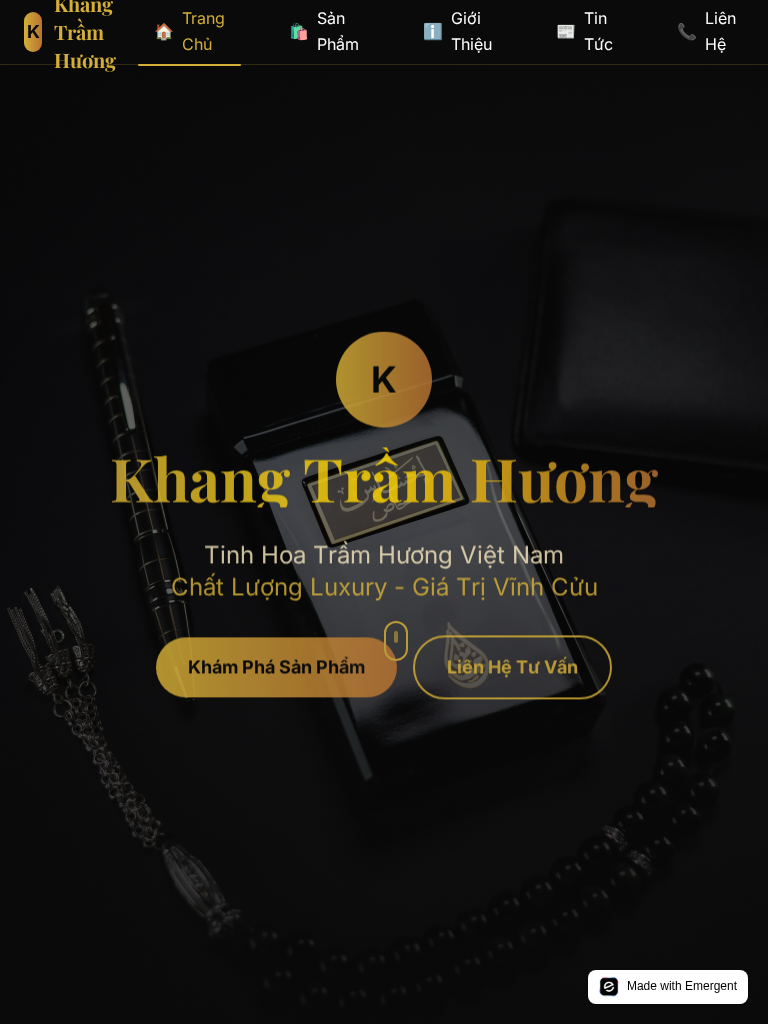 K
Khang
Trầm
Hương
🏠 Trang
Chủ
🛍️ Sản
Phẩm
ℹ️ Giới
Thiệu
📰 Tin
Tức
📞 Liên
Hệ
K
Khang Trầm Hương
Tinh Hoa Trầm Hương Việt Nam
Chất Lượng Luxury - Giá Trị Vĩnh Cửu
Khám Phá Sản Phẩm
Liên Hệ Tư Vấn
Made with Emergent